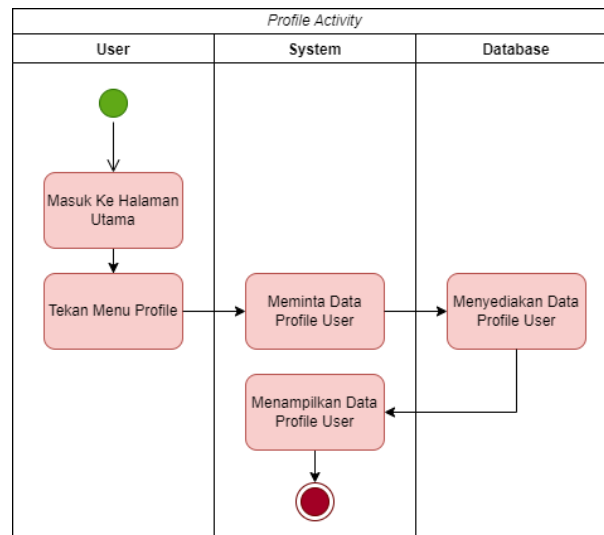 Profile Activity
User
System
Database
Masuk Ke Halaman
Utama
Tekan Menu Profile
Meminta Data
Profile User
Menyediakan Data
Profile User
Menampilkan Data
Profile User